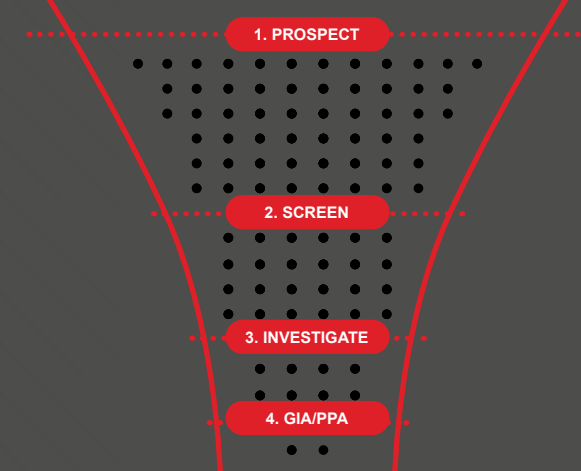 1. PROSPECT
2. SCREEN
3. INVESTIGATE
4. GIA/PPA